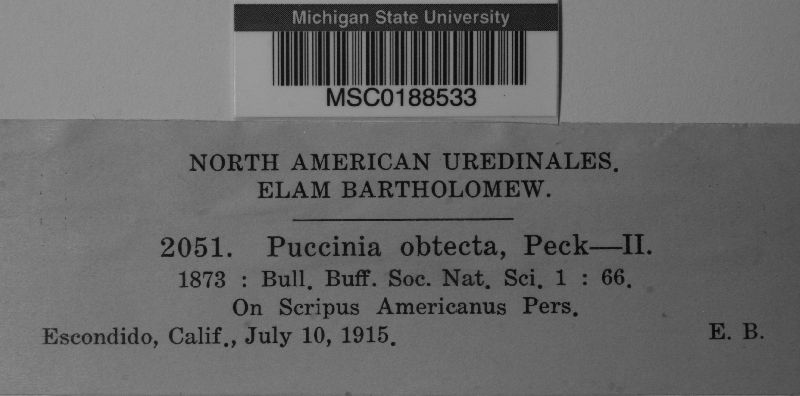 Michigan State University
MSC0188533
NORTH AMERICAN UREDINALES.
ELAM BARTHOLOMEW.
2051. Puccinia obtecta, Peck—II.
1873 : Bull. Buff. Soc. Nat. Sci. 1 : 66.
On Scripus Americanus Pers.
Escondido, Calif., July 10, 1915. E. B.